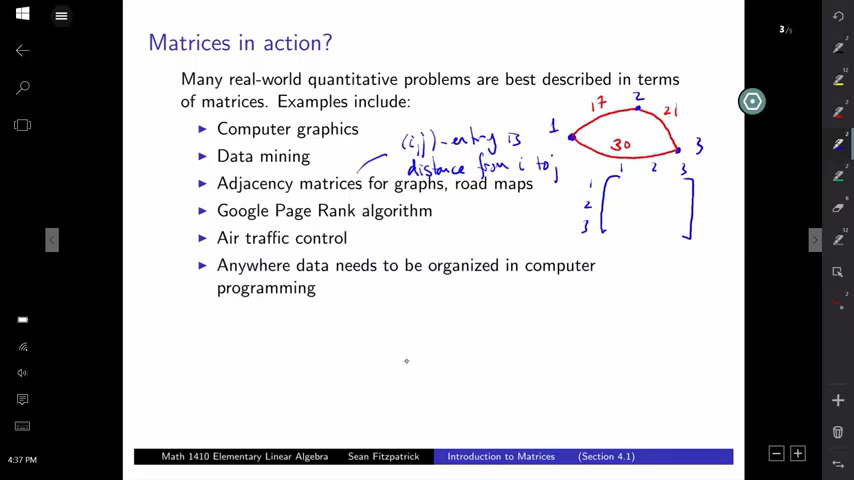 3/5
Matrices in action?
Many real-world quantitative problems are best described in terms
of matrices. Examples include:
Computer graphics
Data mining
Adjacency matrices for graphs, road maps
Google Page Rank algorithm
Air traffic control
Anywhere data needs to be organized in computer
programming
(i,j)-entry is
distance from i to j
17
2
21
1
30
3
1 2 3
1
2
3
4:37 PM
Math 1410 Elementary Linear Algebra Sean Fitzpatrick Introduction to Matrices (Section 4.1)